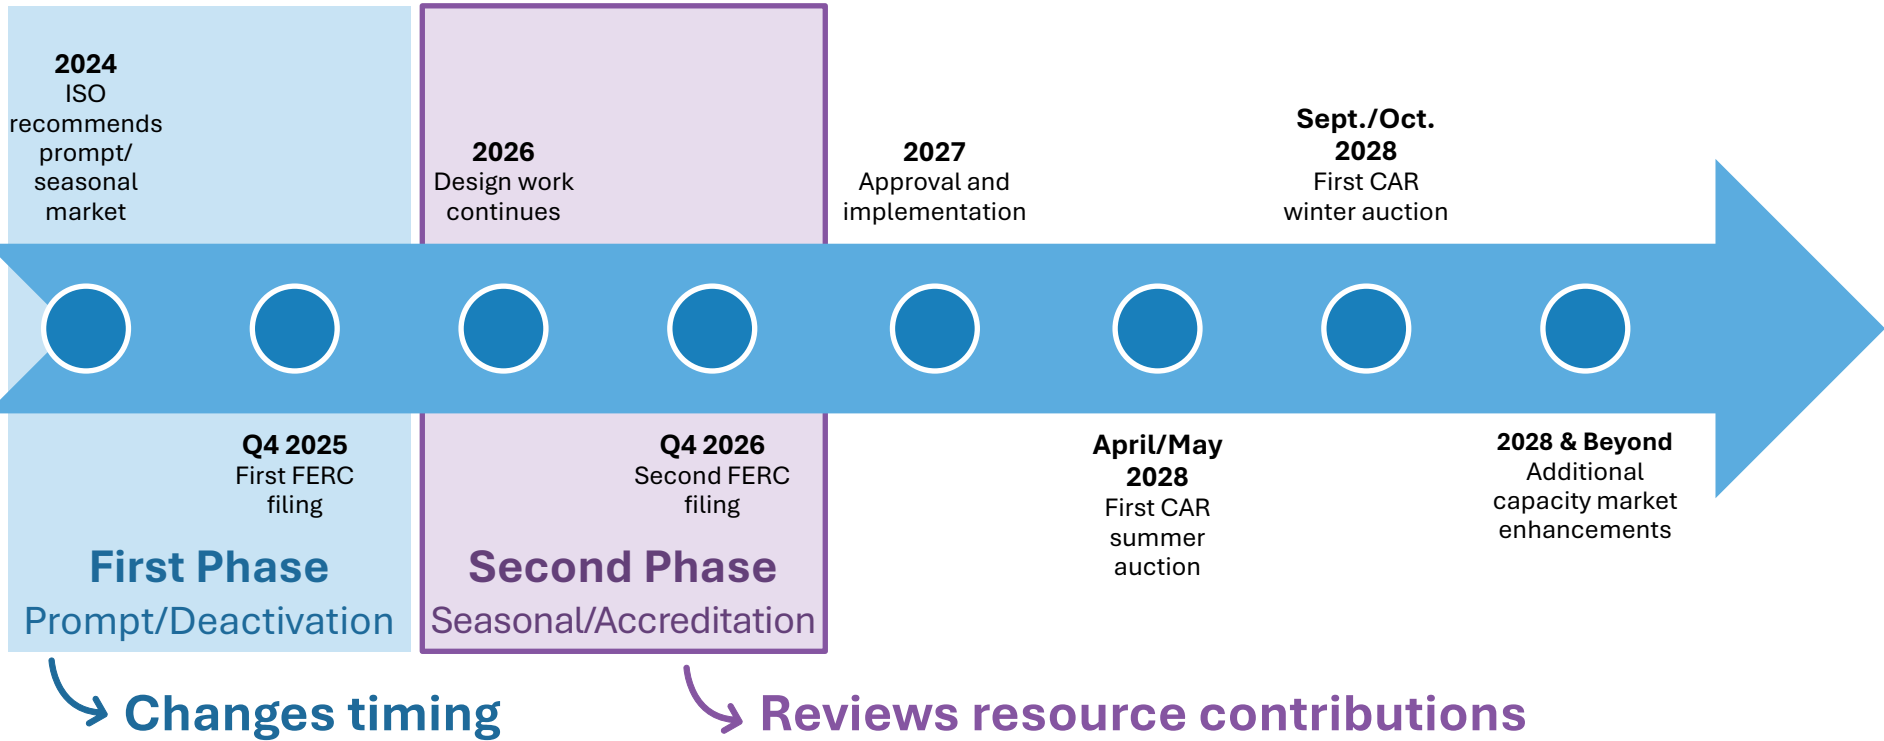 2024
ISO
recommends
prompt/
seasonal
market
Q4 2025
First FERC
filing
First Phase
Prompt/Deactivation
Changes timing
2026
Design work
continues
Q4 2026
Second FERC
filing
Second Phase
Seasonal/Accreditation
Reviews resource contributions
2027
Approval and
implementation
April/May
2028
First CAR
summer
auction
Sept./Oct.
2028
First CAR
winter auction
2028 & Beyond
Additional
capacity market
enhancements